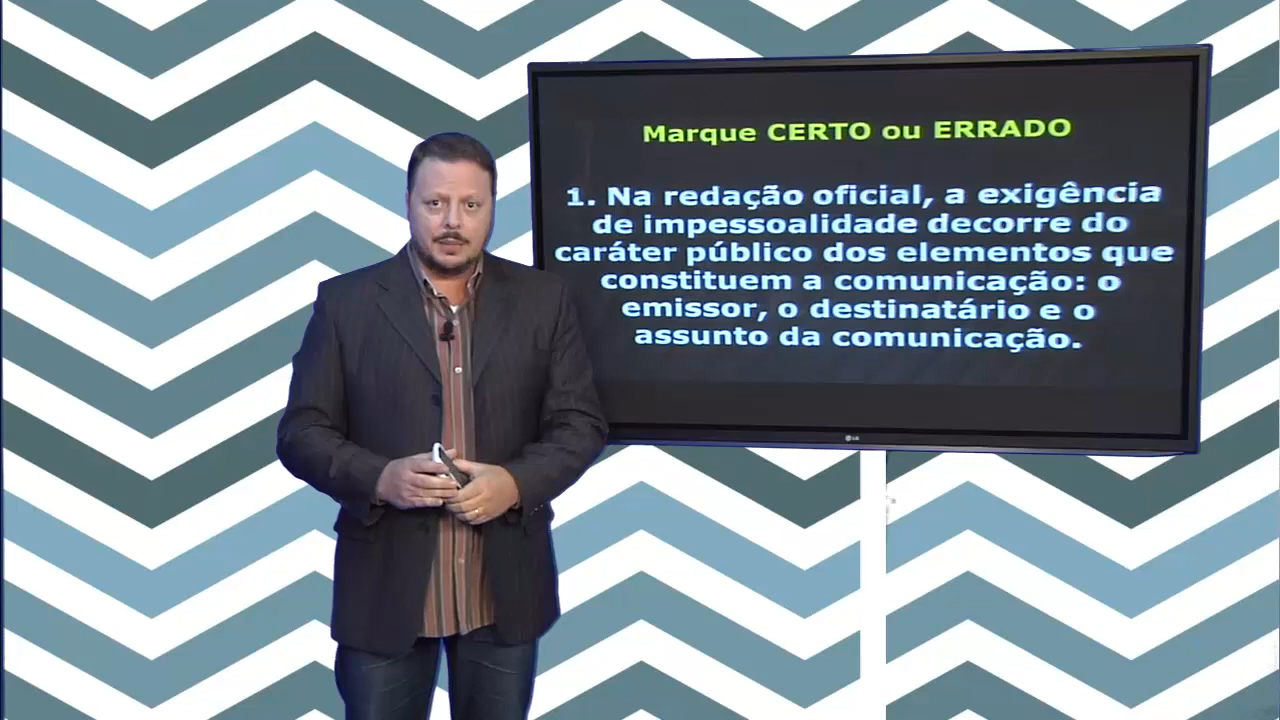 Marque CERTO ou ERRADO
1. Na redação oficial, a exigência
de impessoalidade decorre do
caráter público dos elementos que
constituem a comunicação: o
emissor, o destinatário e o
assunto da comunicação.
LG